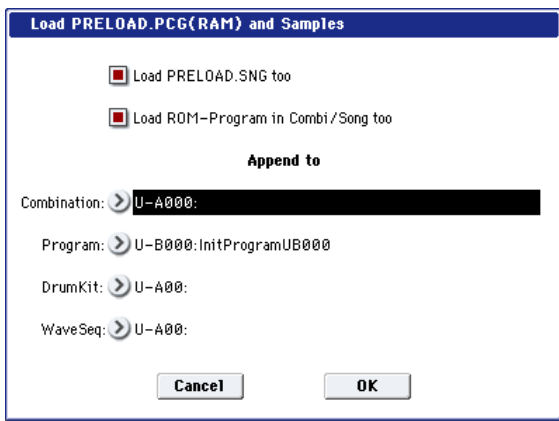 Load PRELOAD.PCG(RAM) and Samples
Load PRELOAD.SNG too
Load ROM-Program in Combi/Song too
Append to
Combination: U-A000:
Program: U-B000:InitProgramUB000
DrumKit: U-A00:
WaveSeq: U-A00:
Cancel OK